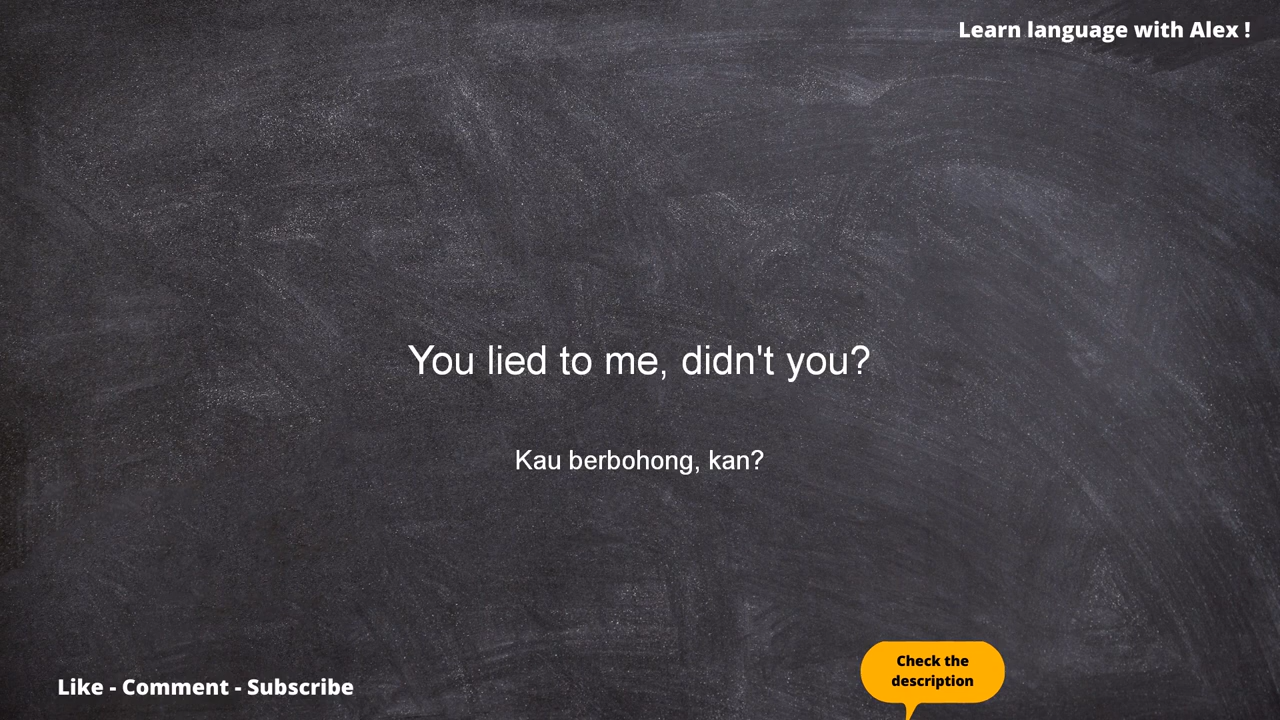 Learn language with Alex !
You lied to me, didn't you?
Kau berbohong, kan?
Like - Comment - Subscribe
Check the
description